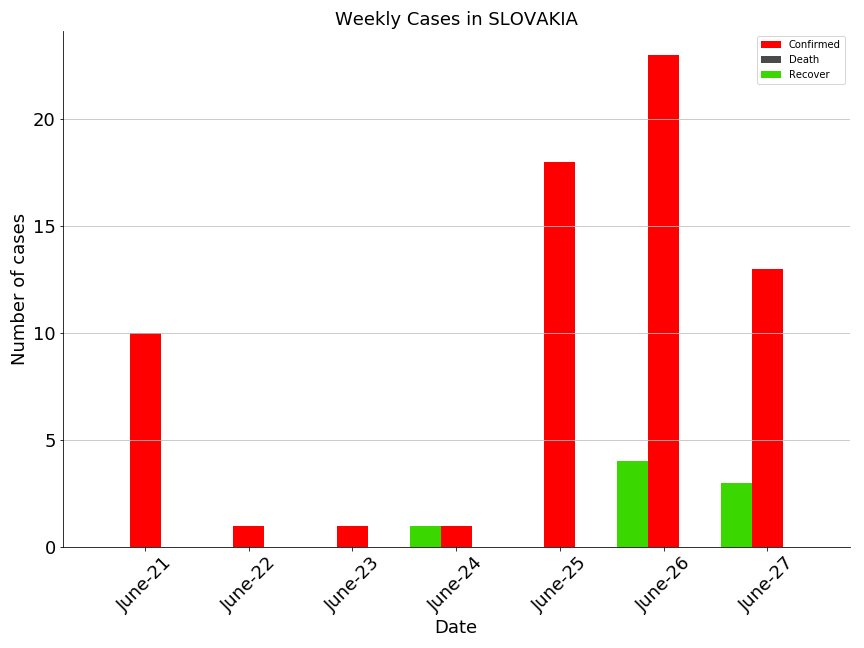 Weekly Cases in SLOVAKIA
Confirmed
Death
Recover
Number of cases
20
15
10
5
0
June-21
June-22
June-23
June-24
June-25
June-26
June-27
Date